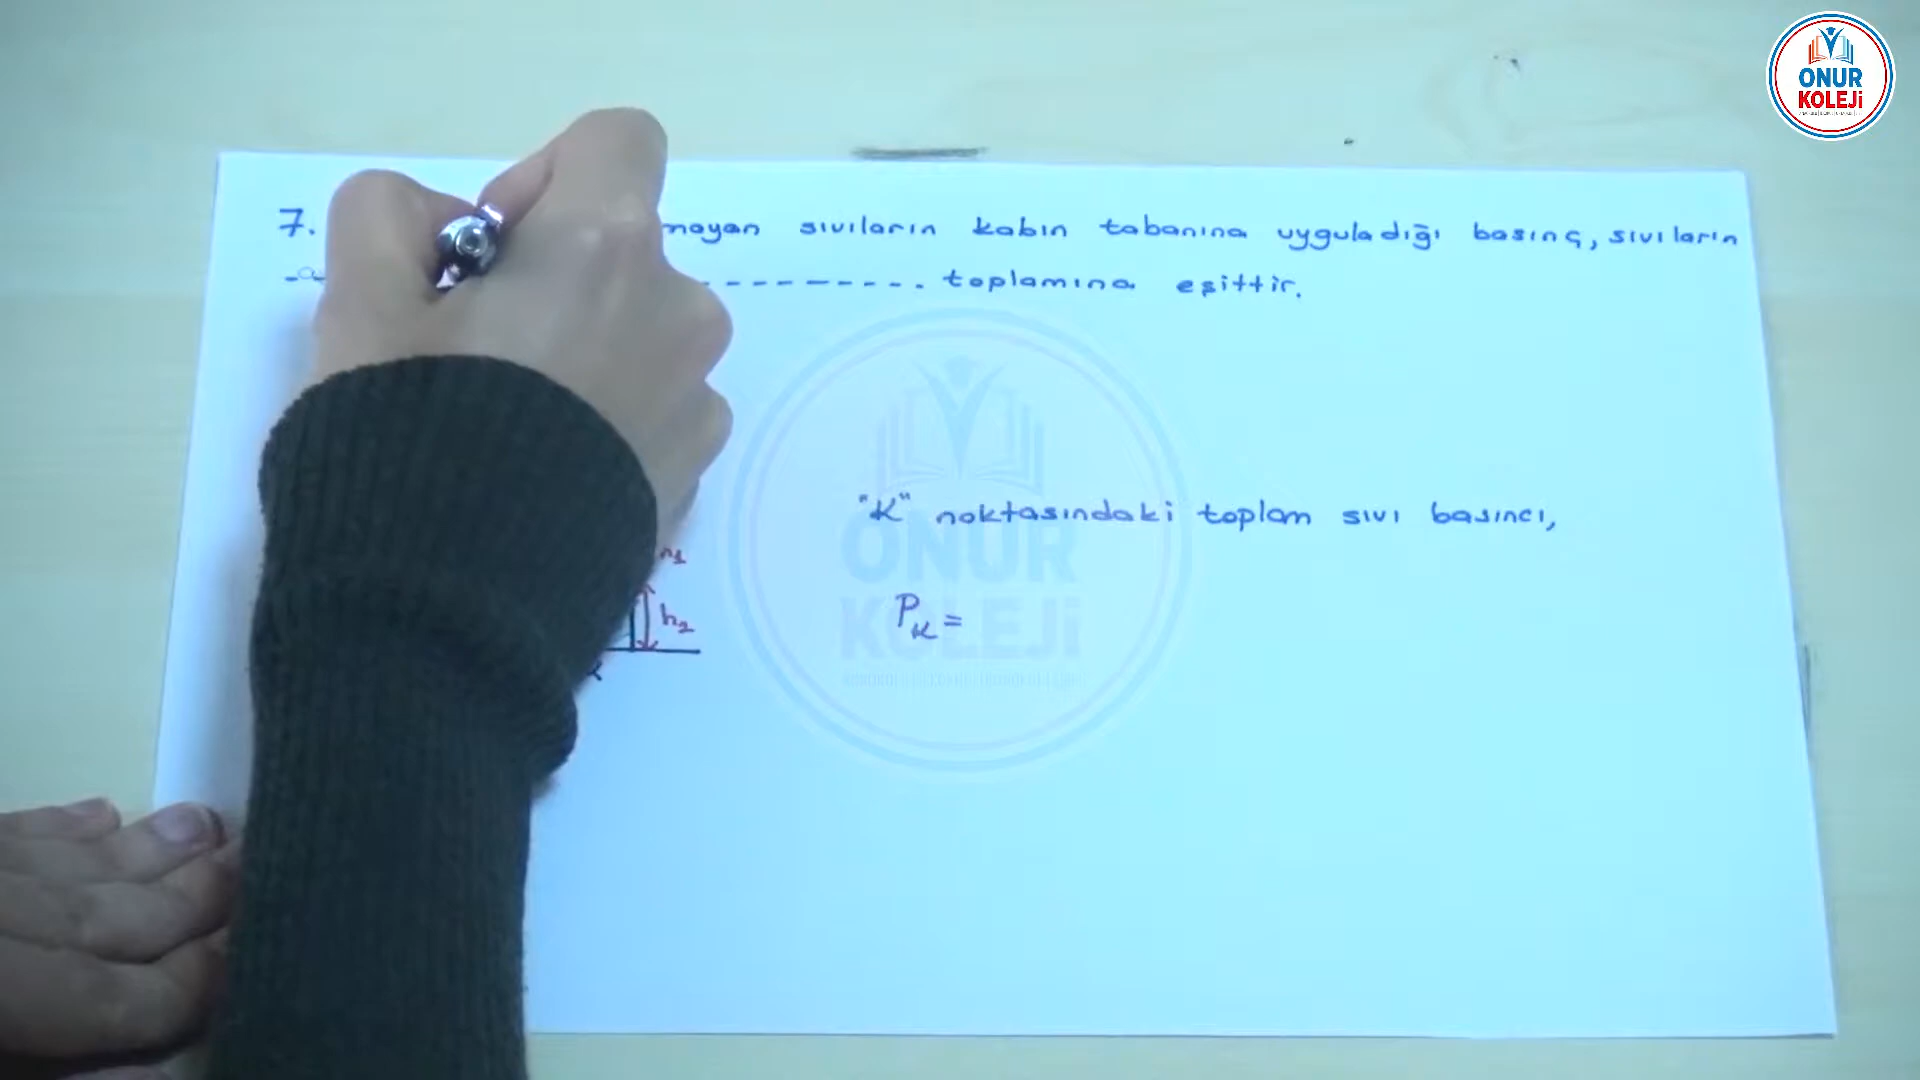 7. mayan sıvıların kabın tabanına uyguladığı basınç, sıvıların
toplamına eşittir.
"K" noktasındaki toplam sıvı basıncı,
h1
h2
PK =
K
ONUR
KOLEJİ
ONUR
KOLEJİ